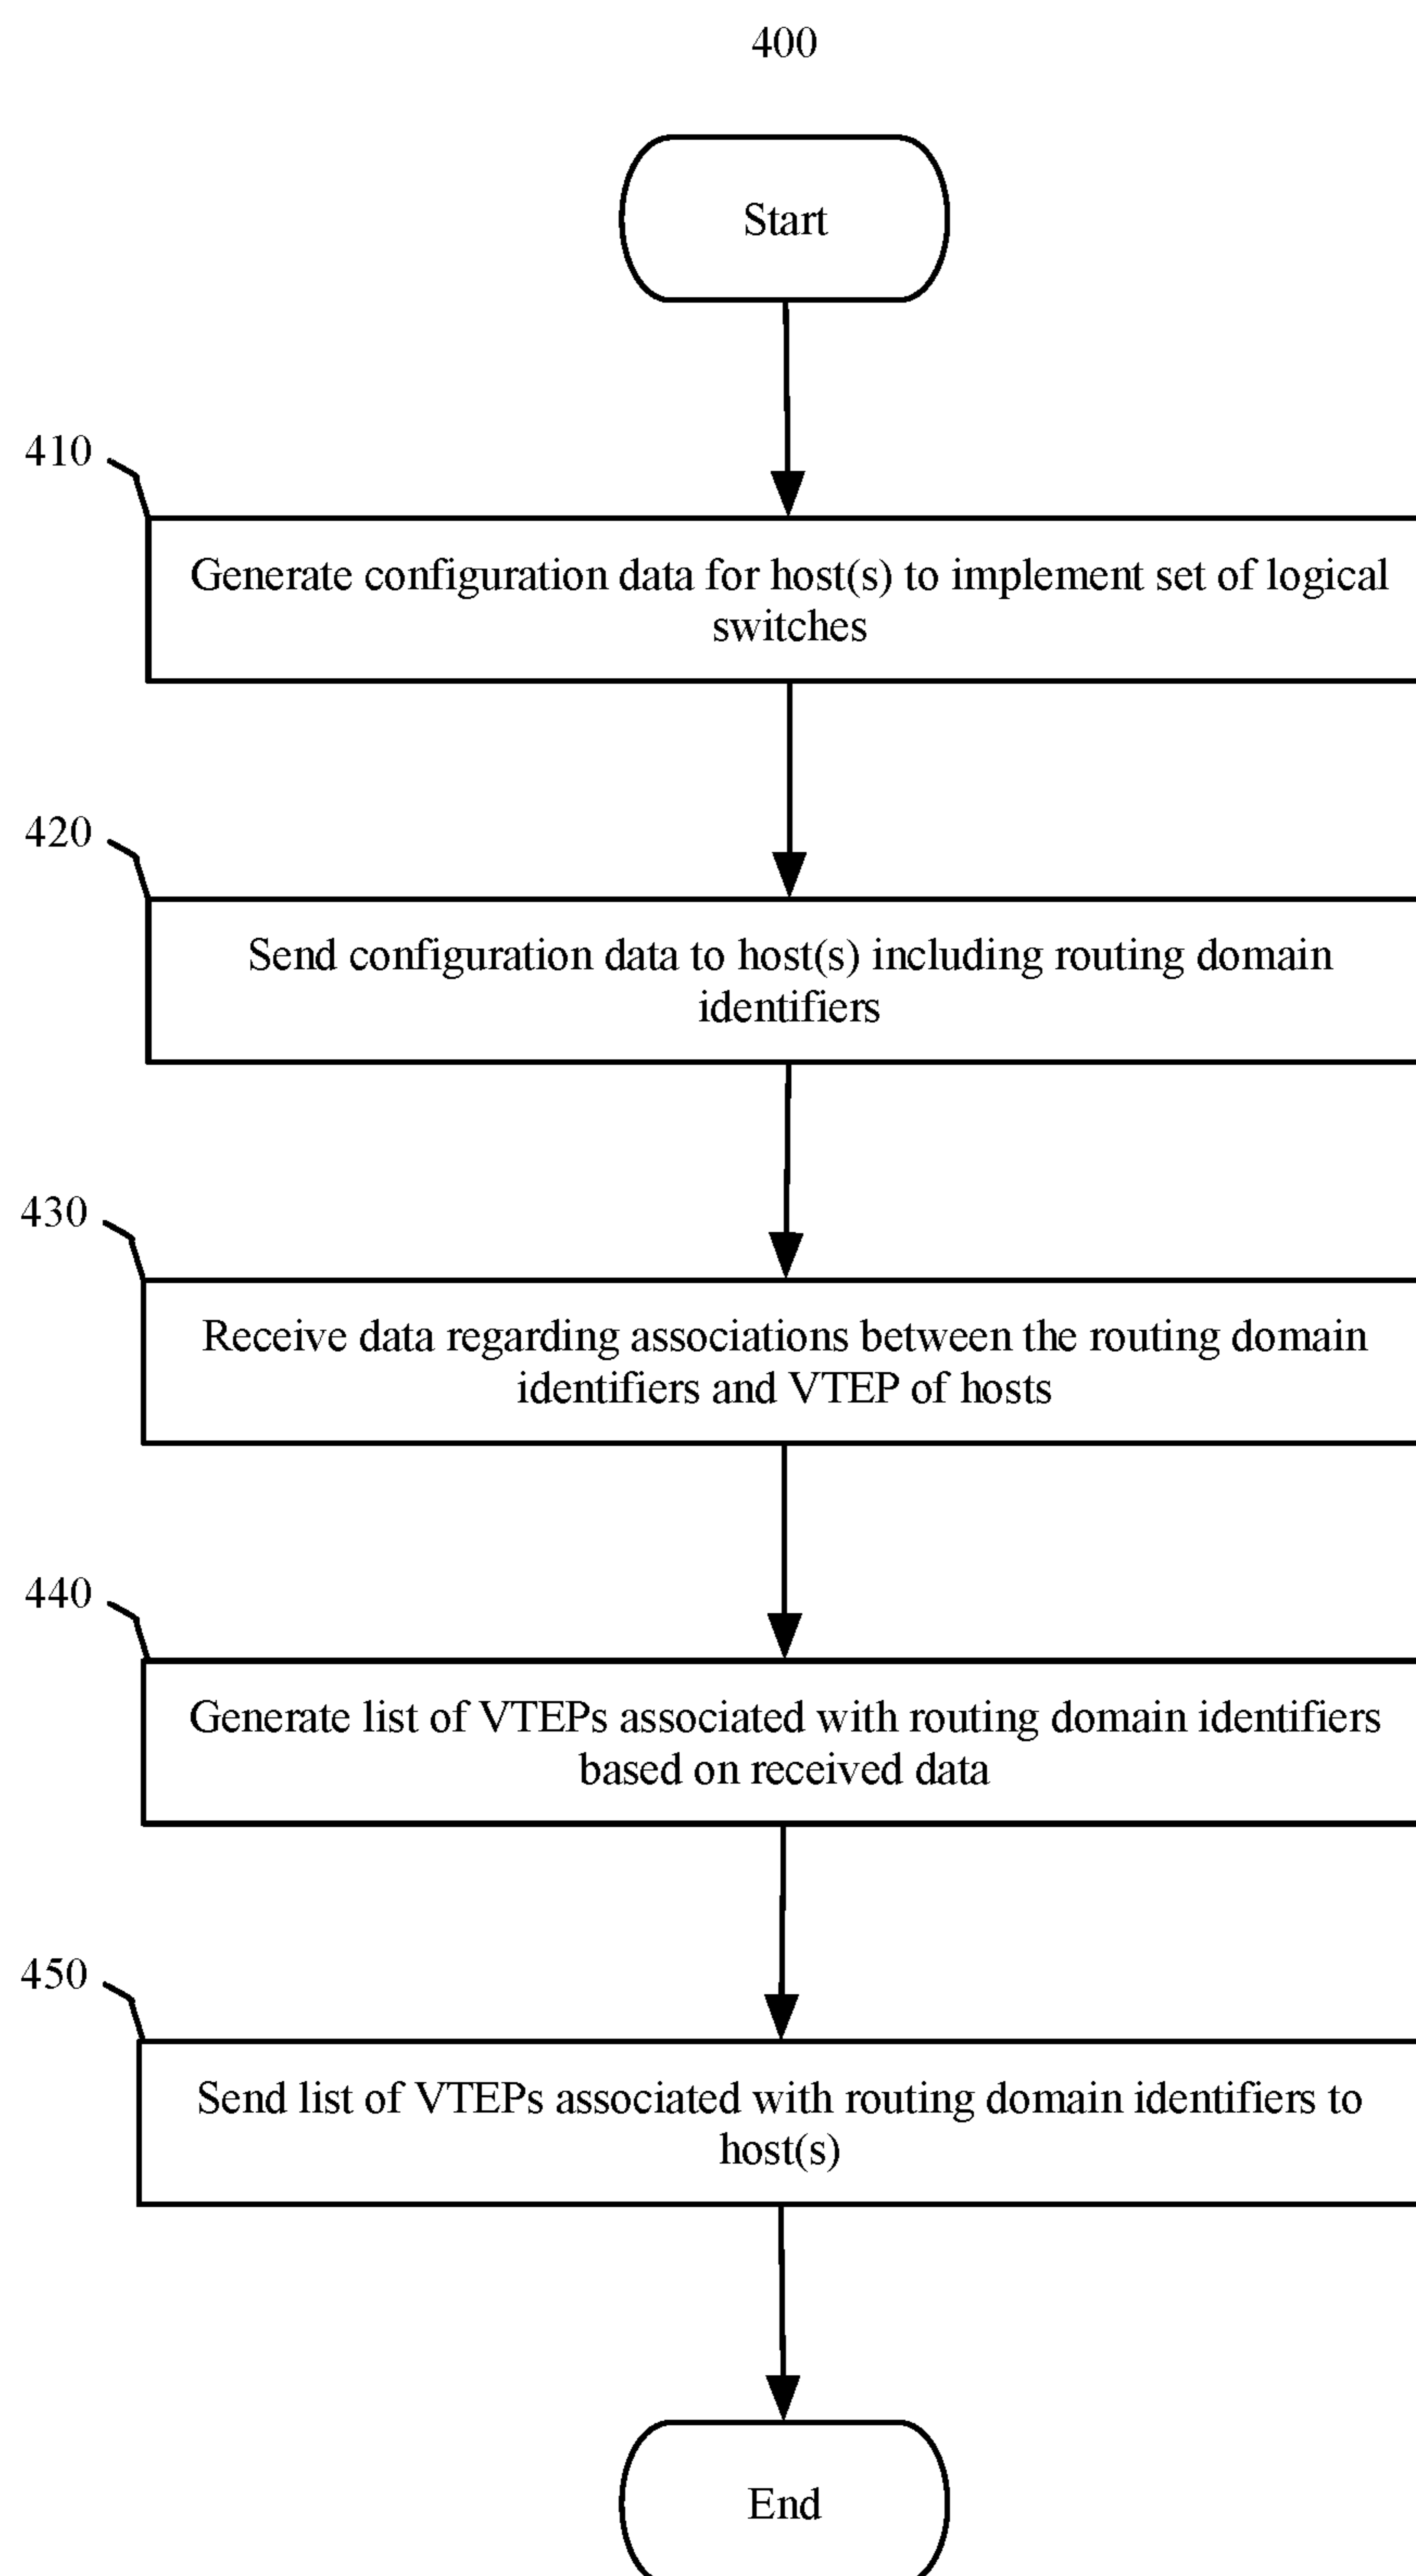 400
Start
410
Generate configuration data for host(s) to implement set of logical
switches
420
Send configuration data to host(s) including routing domain
identifiers
430
Receive data regarding associations between the routing domain
identifiers and VTEP of hosts
440
Generate list of VTEPs associated with routing domain identifiers
based on received data
450
Send list of VTEPs associated with routing domain identifiers to
host(s)
End